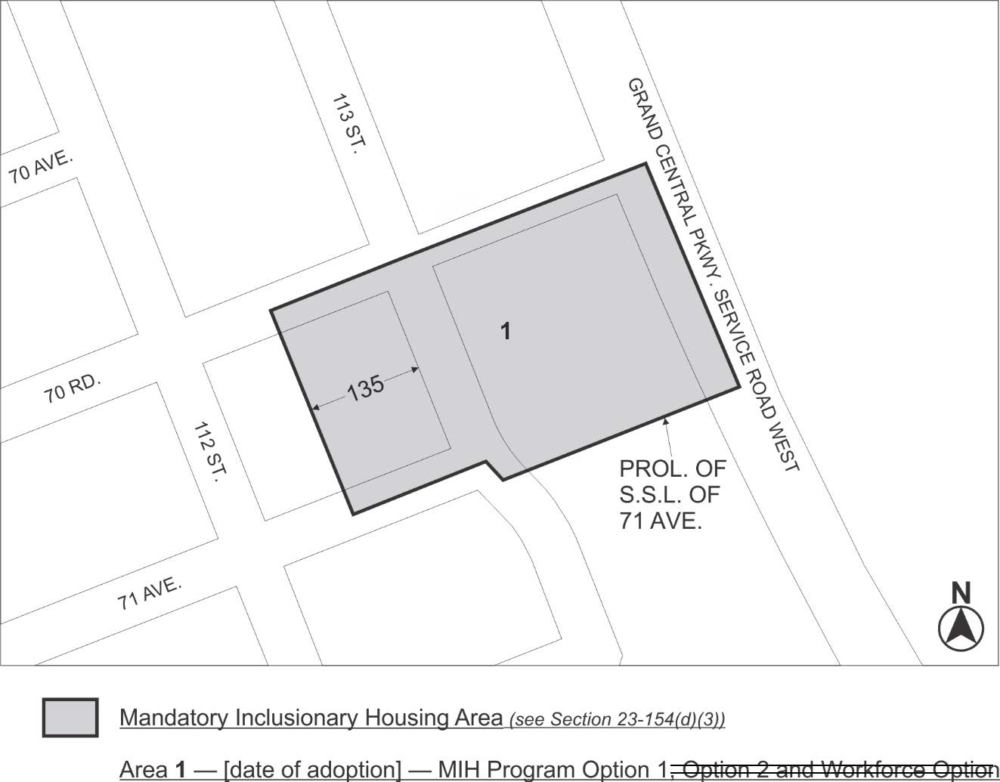 GRAND CENTRAL PKWY. SERVICE ROAD WEST
113 ST.
70 AVE.
1
135
70 RD.
112 ST.
PROL. OF
S.S.L. OF
71 AVE.
71 AVE.
N
Mandatory Inclusionary Housing Area (see Section 23-154(d)(3))
Area 1 — [date of adoption] — MIH Program Option 1, Option 2 and Workforce Option